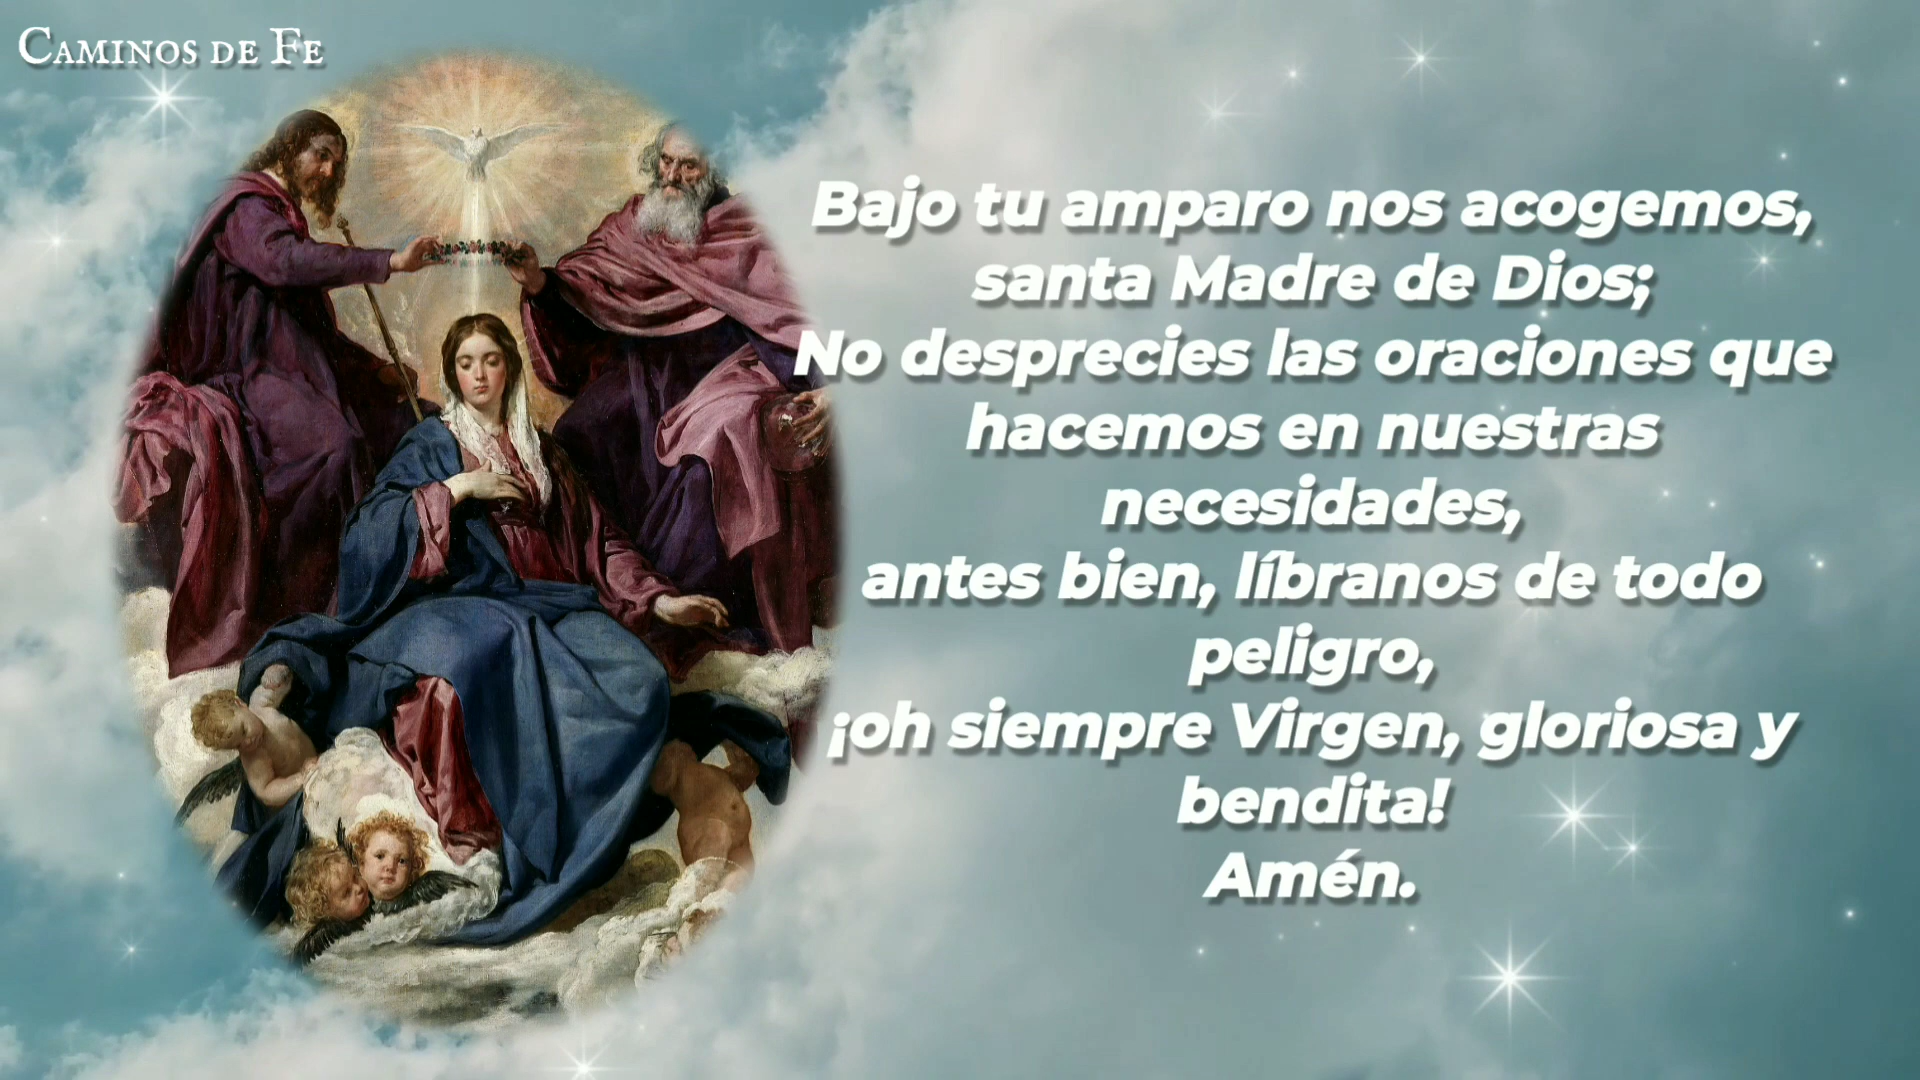 Caminos de Fe
Bajo tu amparo nos acogemos,
santa Madre de Dios;
No desprecies las oraciones que
hacemos en nuestras
necesidades,
antes bien, líbranos de todo
peligro,
¡oh siempre Virgen, gloriosa y
bendita!
Amén.